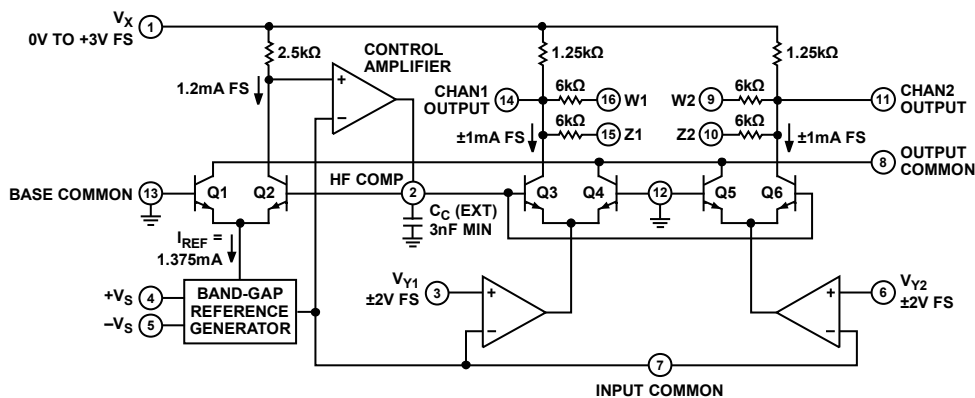 VX
0V TO +3V FS
1
2.5kΩ
1.2mA FS
CONTROL
AMPLIFIER
+
–
1.25kΩ
1.25kΩ
CHAN1
OUTPUT
14
6kΩ
16
W1
6kΩ
15
Z1
±1mA FS
W2
9
6kΩ
Z2
10
6kΩ
±1mA FS
11
CHAN2
OUTPUT
8
OUTPUT
COMMON
BASE COMMON
13
Q1
Q2
HF COMP
2
CC (EXT)
3nF MIN
Q3
Q4
12
Q5
Q6
IREF =
1.375mA
+VS
4
–VS
5
BAND-GAP
REFERENCE
GENERATOR
VY1
±2V FS
3
+
–
+
–
6
VY2
±2V FS
7
INPUT COMMON